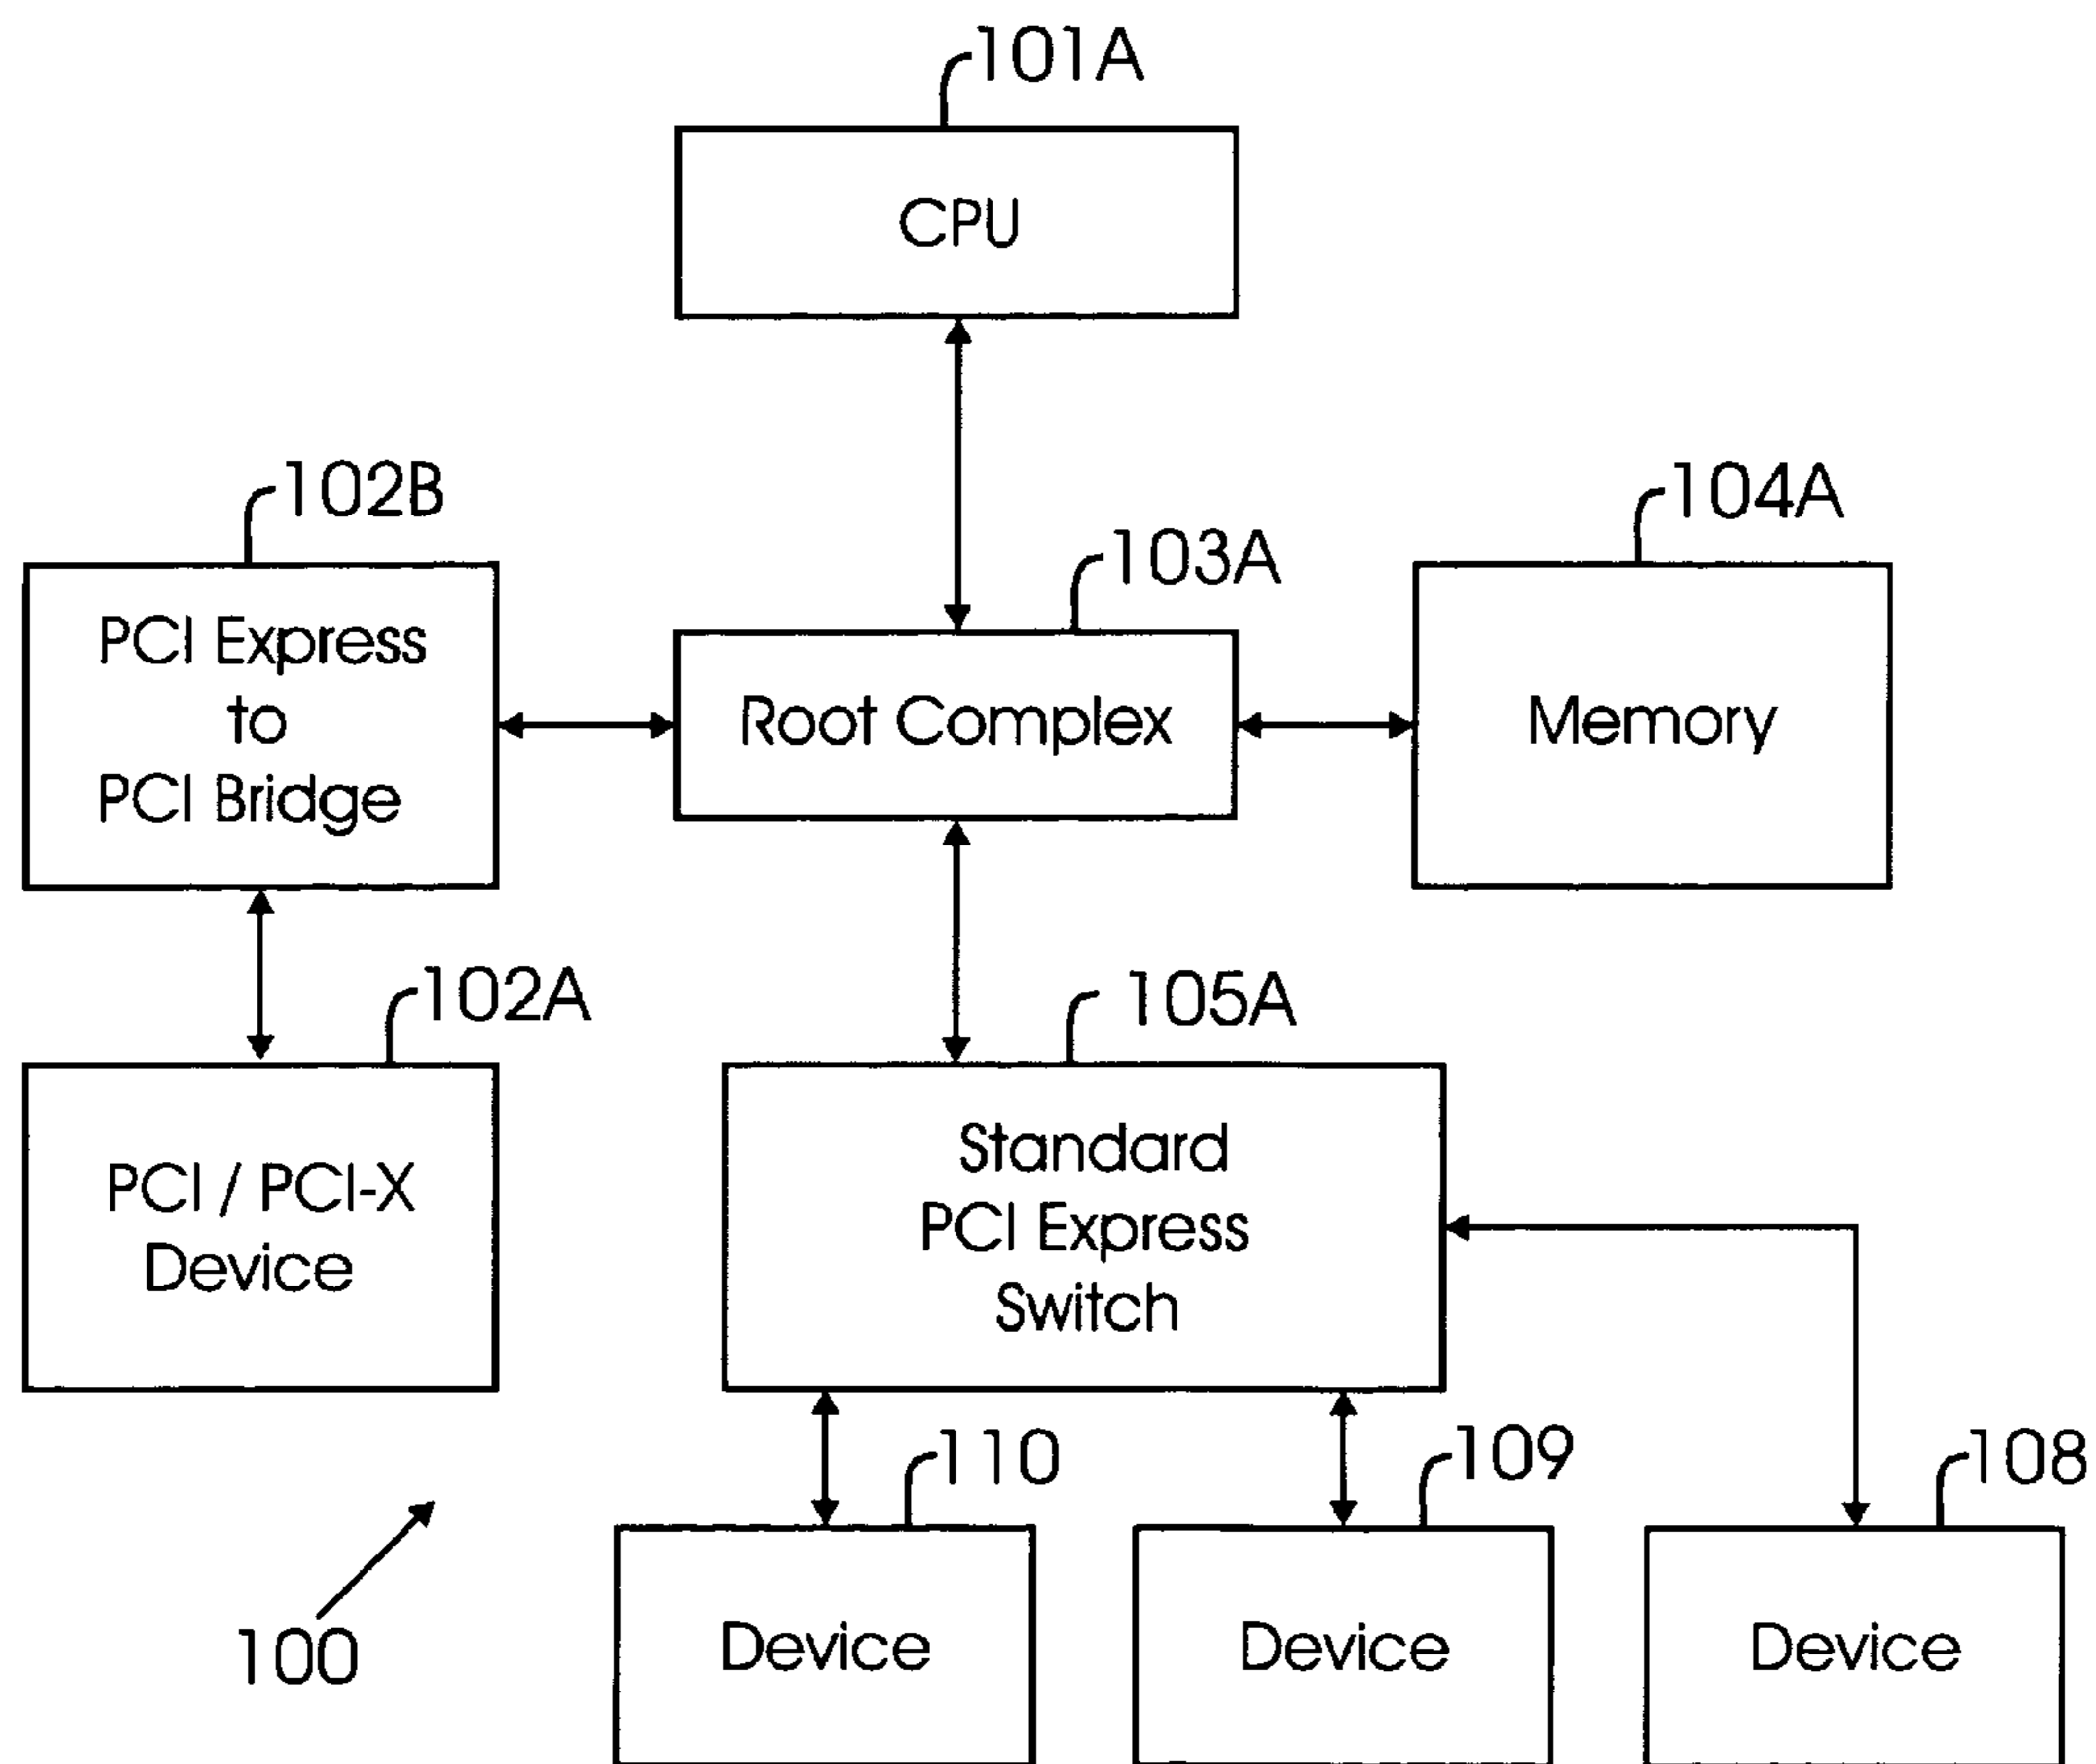 101A
CPU
102B
104A
103A
PCI Express
to
PCI Bridge
Root Complex
Memory
102A
105A
PCI / PCI-X
Device
Standard
PCI Express
Switch
110
109
108
100
Device
Device
Device